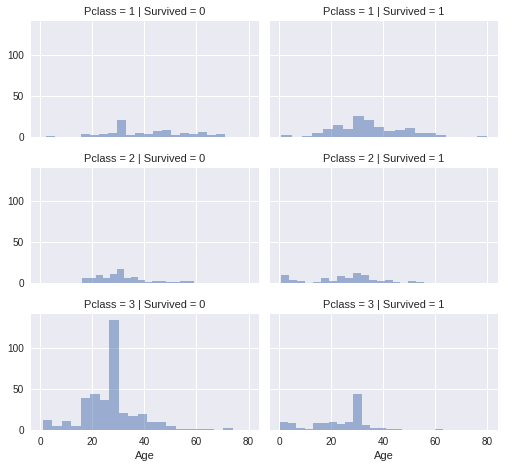 Pclass = 1 | Survived = 0
Pclass = 1 | Survived = 1
100
50
0
Pclass = 2 | Survived = 0
Pclass = 2 | Survived = 1
100
50
0
Pclass = 3 | Survived = 0
Pclass = 3 | Survived = 1
100
50
0
0 20 40 60 80
0 20 40 60 80
Age
Age